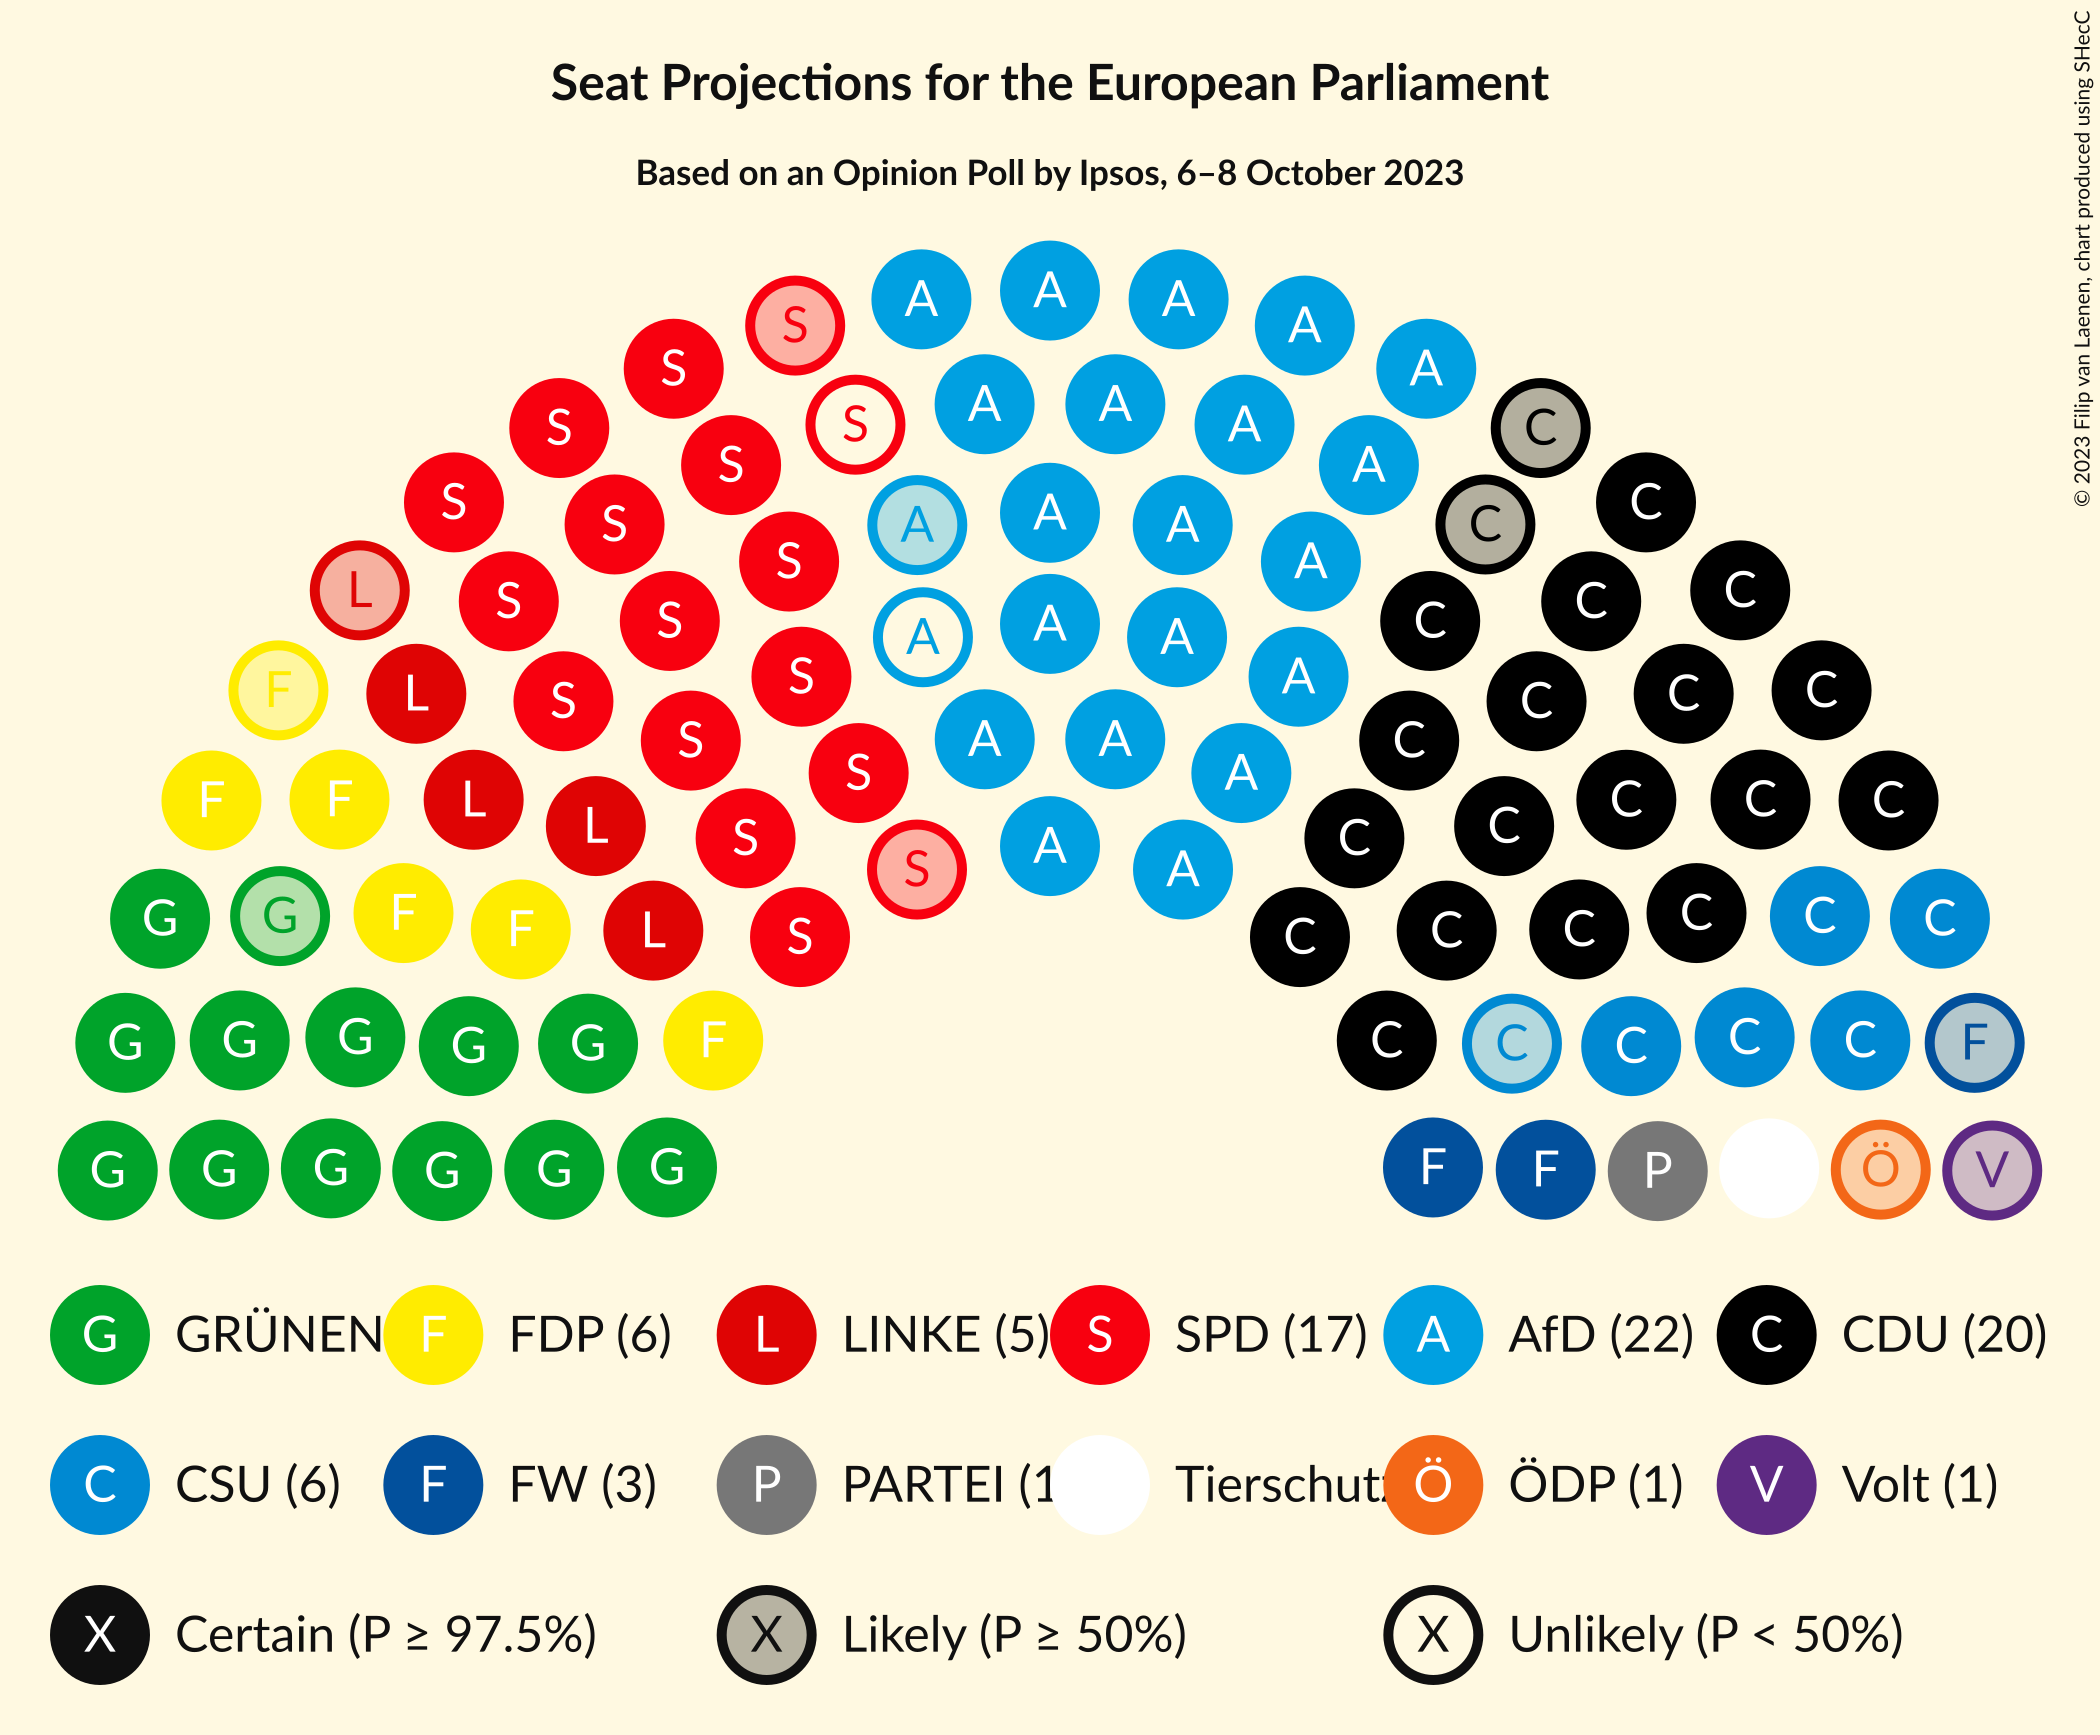 Seat Projections for the European Parliament
Based on an Opinion Poll by Ipsos, 6–8 October 2023
© 2023 Filip van Laenen, chart produced using SHecC
A A A
S A
S A
A A
S S A C
S A
S A C
S A A C
S A
L C
S C
S A C
A A
S A
F L S C C C
S A A C
S A
F F L C C C
L S C C
A
S A
G G F F L S C C C C C C
G G G G G F C C C C C F
G G G G G G F F P Ö V
G GRÜNEN F FDP (6) L LINKE (5) S SPD (17) A AfD (22) C CDU (20)
C CSU (6) F FW (3) P PARTEI (1 Tierschutz Ö ÖDP (1) V Volt (1)
X Certain (P ≥ 97.5%) X Likely (P ≥ 50%) X Unlikely (P < 50%)